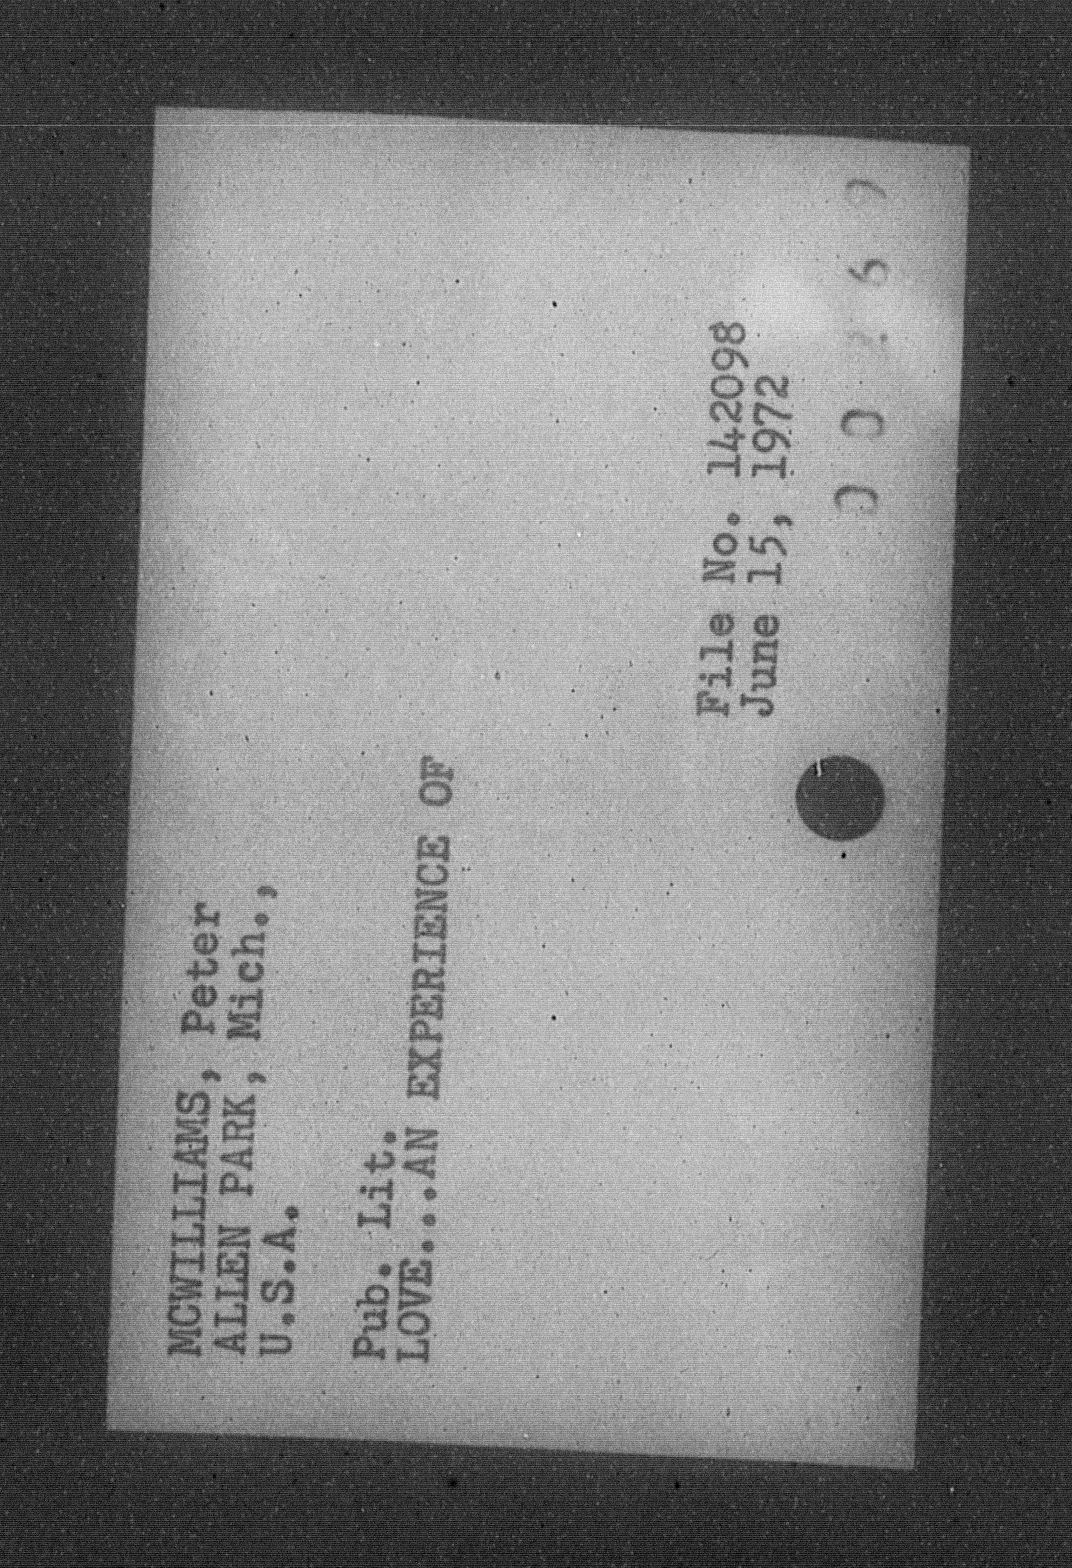 MCWILLIAMS, Peter
ALLEN PARK, Mich.,
U.S.A.
Pub. Lit.
LOVE...AN EXPERIENCE OF
File No. 142098
June 15, 1972